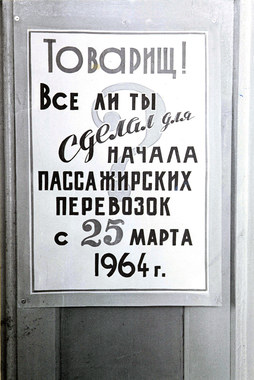 Товарищ!
Все ли ты
сделал для
начала
пассажирских
перевозок
с 25 марта
1964 г.
?